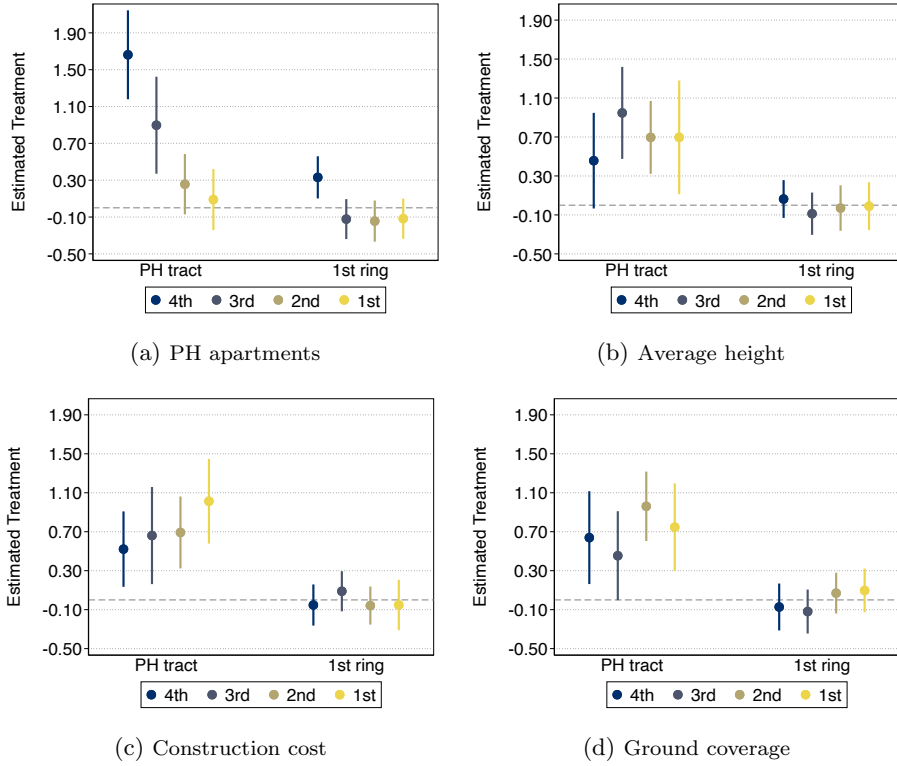 Estimated Treatment
1.90
1.50
1.10
0.70
0.30
-0.10
-0.50
PH tract 1st ring
4th 3rd 2nd 1st
(a) PH apartments
Estimated Treatment
1.90
1.50
1.10
0.70
0.30
-0.10
-0.50
PH tract 1st ring
4th 3rd 2nd 1st
(b) Average height
Estimated Treatment
1.90
1.50
1.10
0.70
0.30
-0.10
-0.50
PH tract 1st ring
4th 3rd 2nd 1st
(c) Construction cost
Estimated Treatment
1.90
1.50
1.10
0.70
0.30
-0.10
-0.50
PH tract 1st ring
4th 3rd 2nd 1st
(d) Ground coverage